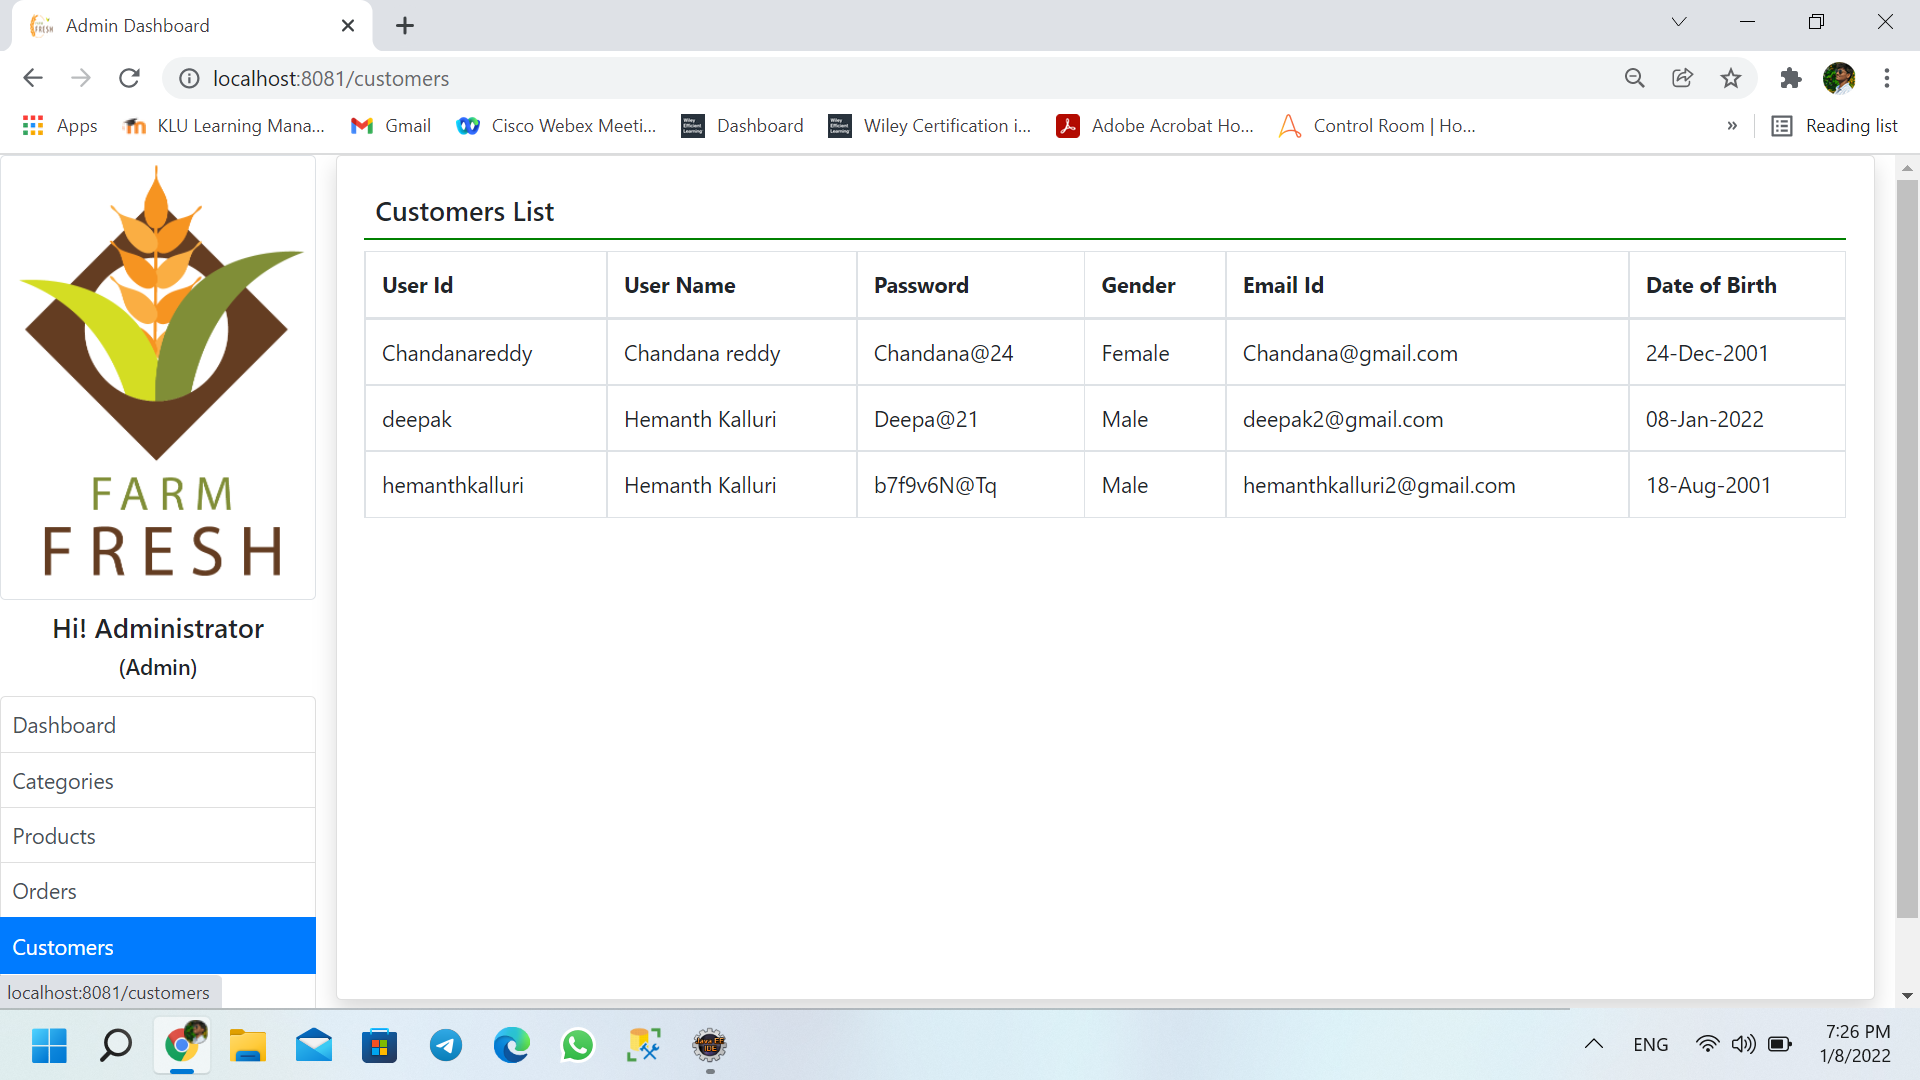 Admin Dashboard
localhost:8081/customers
Apps
KLU Learning Mana...
Gmail
Cisco Webex Meeti...
Dashboard
Wiley Certification i...
Adobe Acrobat Ho...
Control Room | Ho...
»
Reading list
FARM
FRESH
Hi! Administrator
(Admin)
Dashboard
Categories
Products
Orders
Customers
localhost:8081/customers
Customers List
User Id User Name Password Gender Email Id Date of Birth
Chandanareddy Chandana reddy Chandana@24 Female Chandana@gmail.com 24-Dec-2001
deepak Hemanth Kalluri Deepa@21 Male deepak2@gmail.com 08-Jan-2022
hemanthkalluri Hemanth Kalluri b7f9v6N@Tq Male hemanthkalluri2@gmail.com 18-Aug-2001
ENG
7:26 PM
1/8/2022